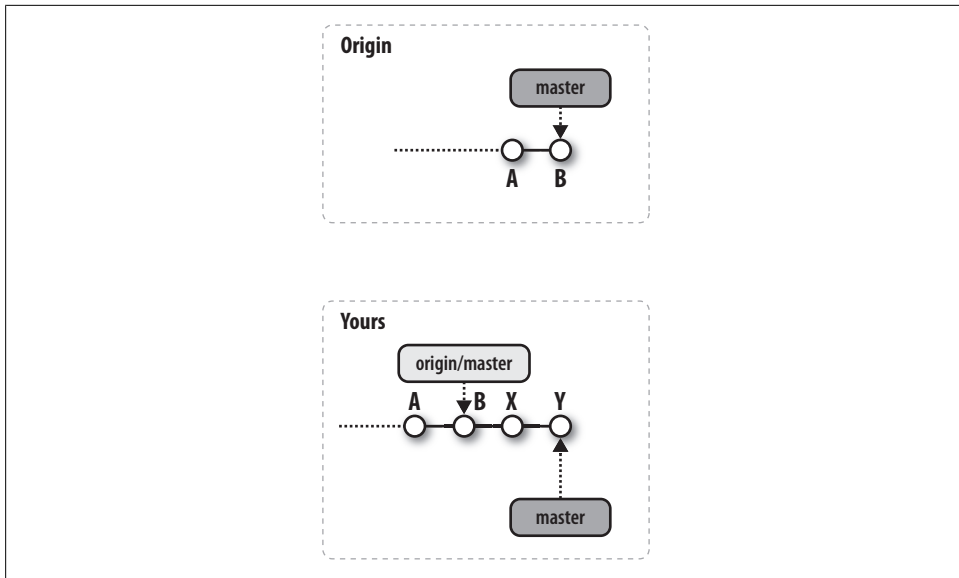 Origin
master
A B
Yours
origin/master
A B X Y
master